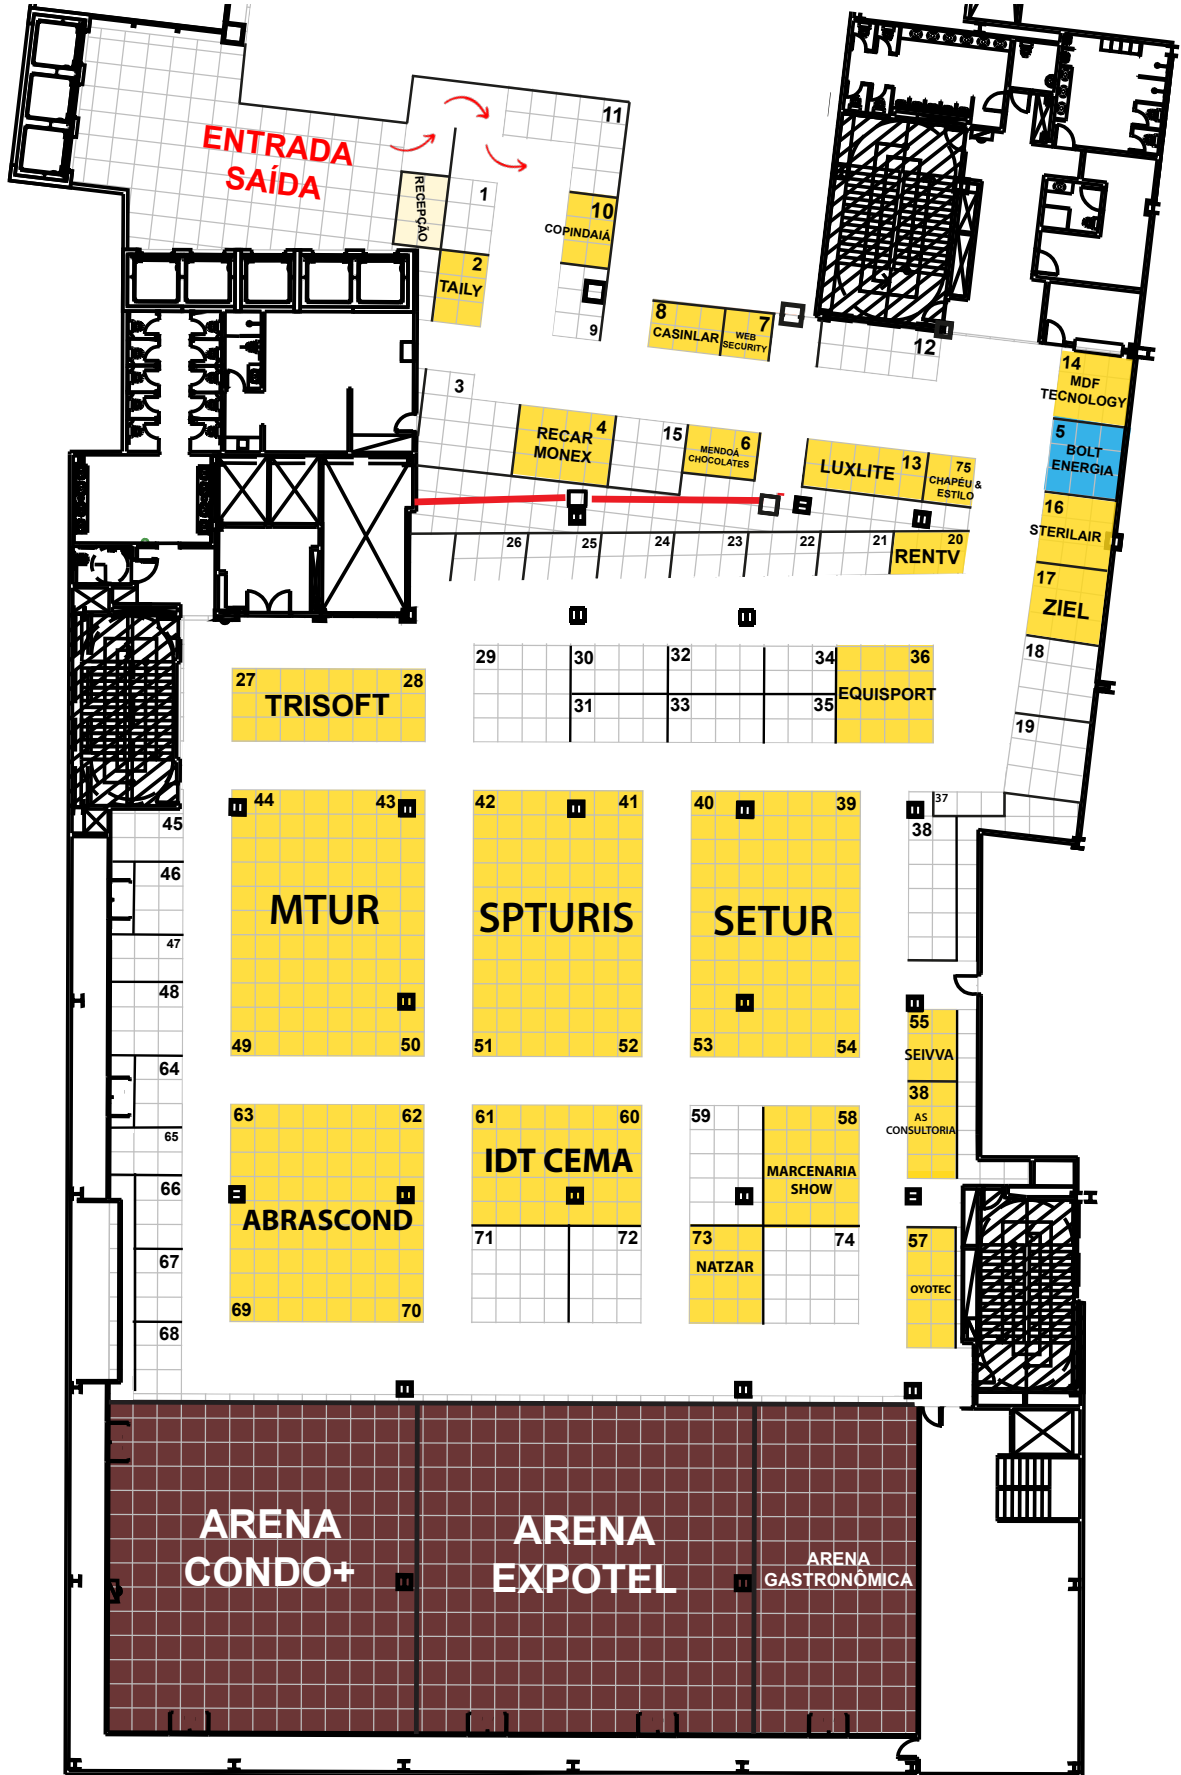 11
ENTRADA
SAÍDA
RECEPÇÃO
1
10
COPINDAIÁ
2
TAILY
9
8
CASINLAR
7
WEB
SECURITY
12
14
MDF
TECNOLOGY
3
4
RECAR
MONEX
15
6
MENDOÁ
CHOCOLATES
13
LUXLITE
75
CHAPÉU &
ESTILO
5
BOLT
ENERGIA
16
STERILAIR
26
25
24
23
22
21
20
RENTV
17
ZIEL
18
19
27
28
TRISOFT
29
30
32
34
36
EQUISPORT
31
33
35
37
44
43
MTUR
49
50
42
41
SPTURIS
51
52
40
39
SETUR
53
54
38
45
46
47
48
64
65
66
67
68
55
SEIVVA
38
AS
CONSULTORIA
63
62
ABRASCOND
69
70
61
60
IDT CEMA
71
72
59
58
MARCENARIA
SHOW
73
NATZAR
74
57
OYOTEC
ARENA
CONDO+
ARENA
EXPOTEL
ARENA
GASTRONÔMICA